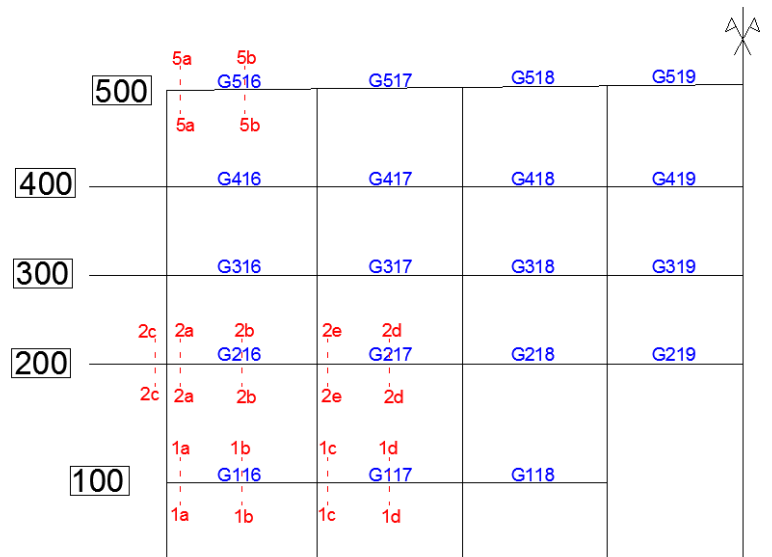 5a 5b
500 G516 G517 G518 G519
5a 5b
400 G416 G417 G418 G419
300 G316 G317 G318 G319
2c 2a 2b 2e 2d
200 G216 G217 G218 G219
2c 2a 2b 2e 2d
1a 1b 1c 1d
100 G116 G117 G118
1a 1b 1c 1d